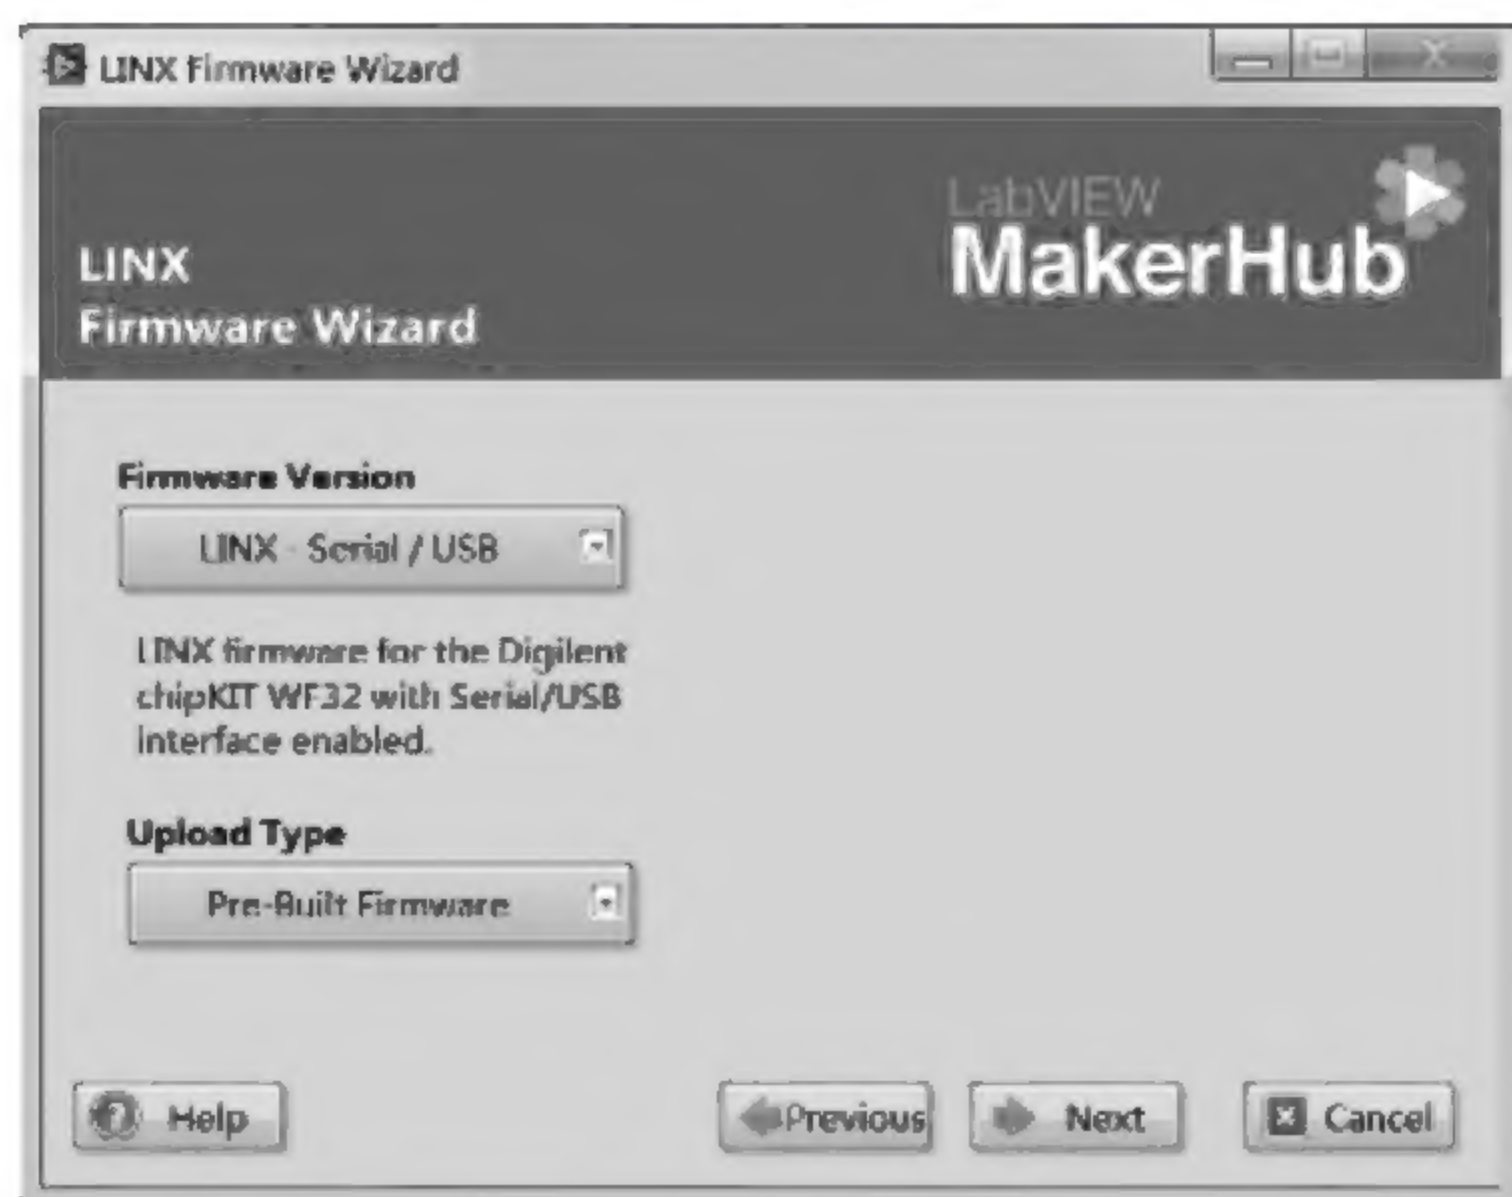 LINX Firmware Wizard
LabVIEW
MakerHub
LINX
Firmware Wizard
Firmware Version
LINX - Serial / USB
LINX firmware for the Digilent
chipKIT WF32 with Serial/USB
interface enabled.
Upload Type
Pre-Built Firmware
Help
Previous
Next
Cancel